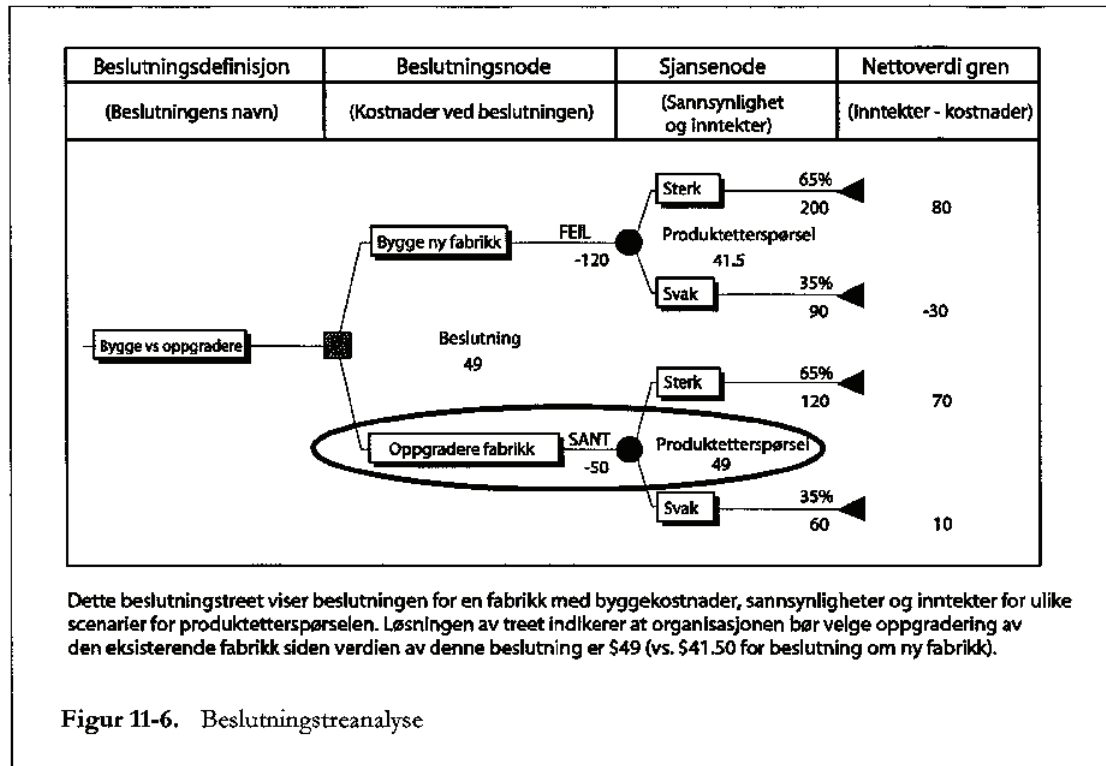 Beslutningsdefinisjon Beslutningsnode Sjansenode Nettoverdi gren
(Beslutningens navn) (Kostnader ved beslutningen) (Sannsynlighet
og inntekter) (Inntekter - kostnader)
Sterk 65%
200 80
Bygge ny fabrikk FEIL Produktetterspørsel
-120 41.5
Svak 35%
90 -30
Bygge vs oppgradere Beslutning
49
Sterk 65%
120 70
Oppgradere fabrikk SANT Produktetterspørsel
-50 49
Svak 35%
60 10
Dette beslutningstreet viser beslutningen for en fabrikk med byggekostnader, sannsynligheter og inntekter for ulike
scenarier for produktetterspørselen. Løsningen av treet indikerer at organisasjonen bør velge oppgradering av
den eksisterende fabrikk siden verdien av denne beslutning er $49 (vs. $41.50 for beslutning om ny fabrikk).
Figur 11-6. Beslutningstreanalyse